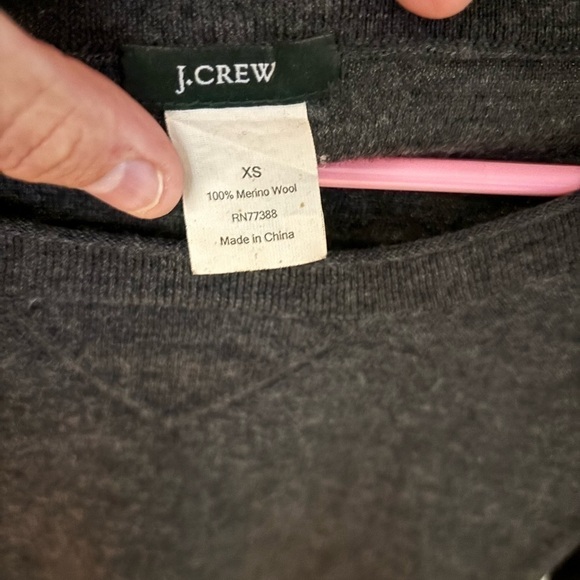 J.CREW
XS
100% Merino Wool
RN77388
Made in China